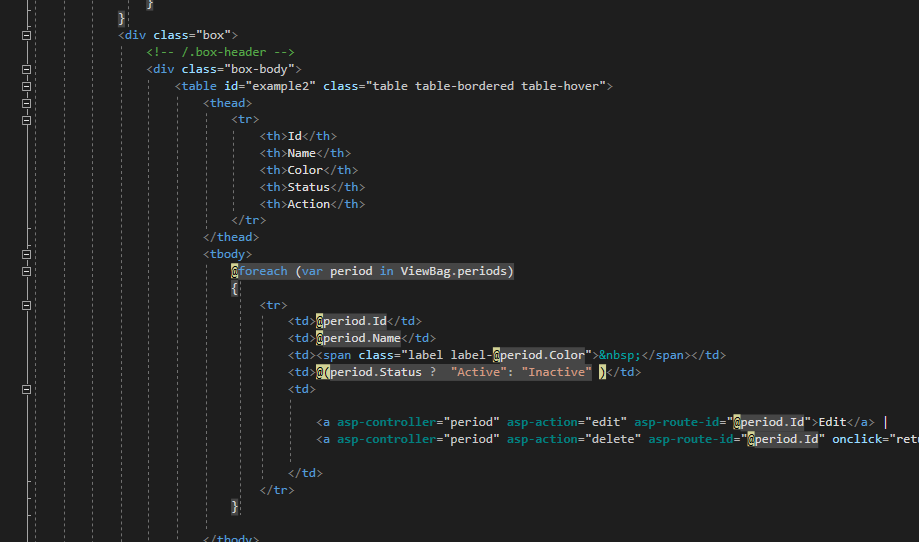 }
}
<div class="box">
<!-- /.box-header -->
<div class="box-body">
<table id="example2" class="table table-bordered table-hover">
<thead>
<tr>
<th>Id</th>
<th>Name</th>
<th>Color</th>
<th>Status</th>
<th>Action</th>
</tr>
</thead>
<tbody>
@foreach (var period in ViewBag.periods)
{
<tr>
<td>@period.Id</td>
<td>@period.Name</td>
<td><span class="label label-@period.Color">&nbsp;</span></td>
<td>@(period.Status ?  "Active": "Inactive" )</td>
<td>
<a asp-controller="period" asp-action="edit" asp-route-id="@period.Id">Edit</a> |
<a asp-controller="period" asp-action="delete" asp-route-id="@period.Id" onclick="retu
</td>
</tr>
}
</tbody>